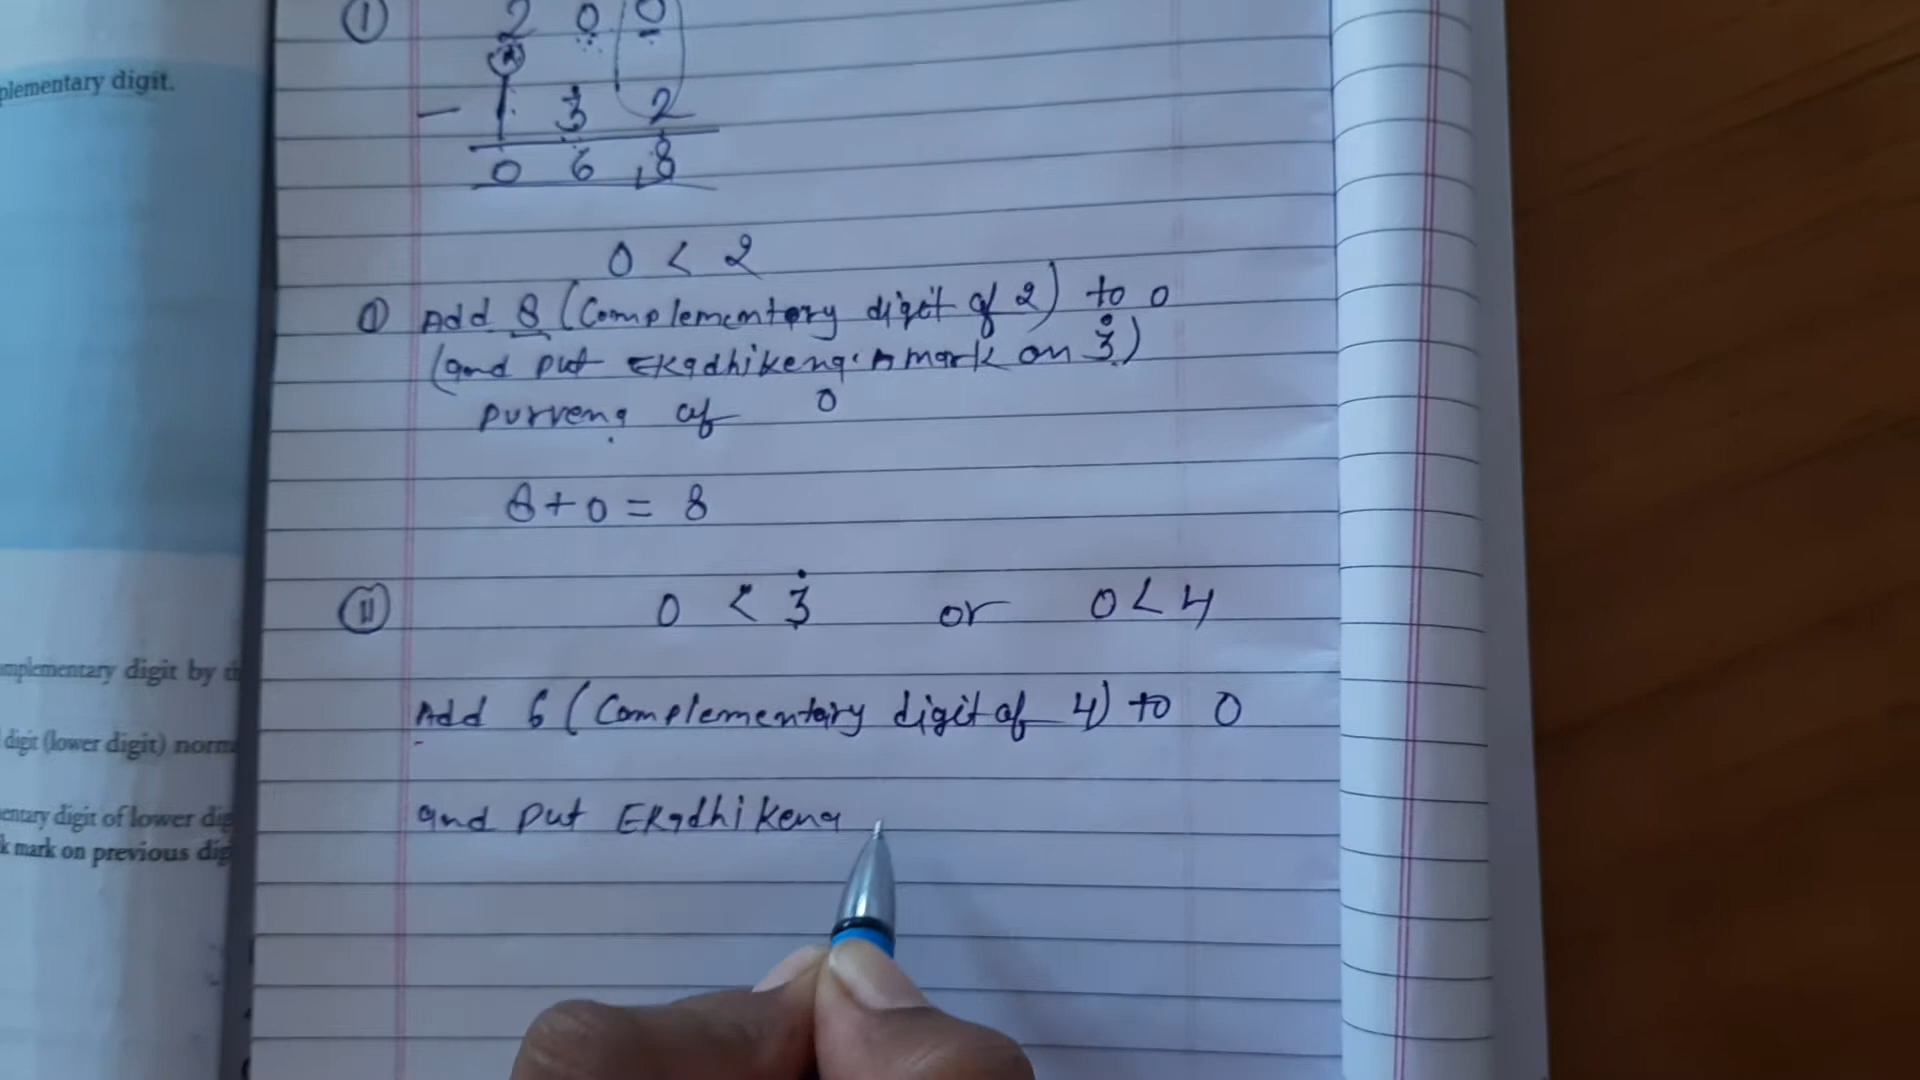 I
2 0 0
- 1 3 2
0 6 8
plementary digit.
0 < 2
I Add 8 (Complementary digit of 2) to 0
(and put Ekadhikena mark on 3)
purvena of 0
8+0 = 8
II 0 < 3 or 0<4
Add 6 (Complementary digit of 4) to 0
and put Ekadhikena
mplementary digit by
digit (lower digit) norm
entary digit of lower dig
k mark on previous dig